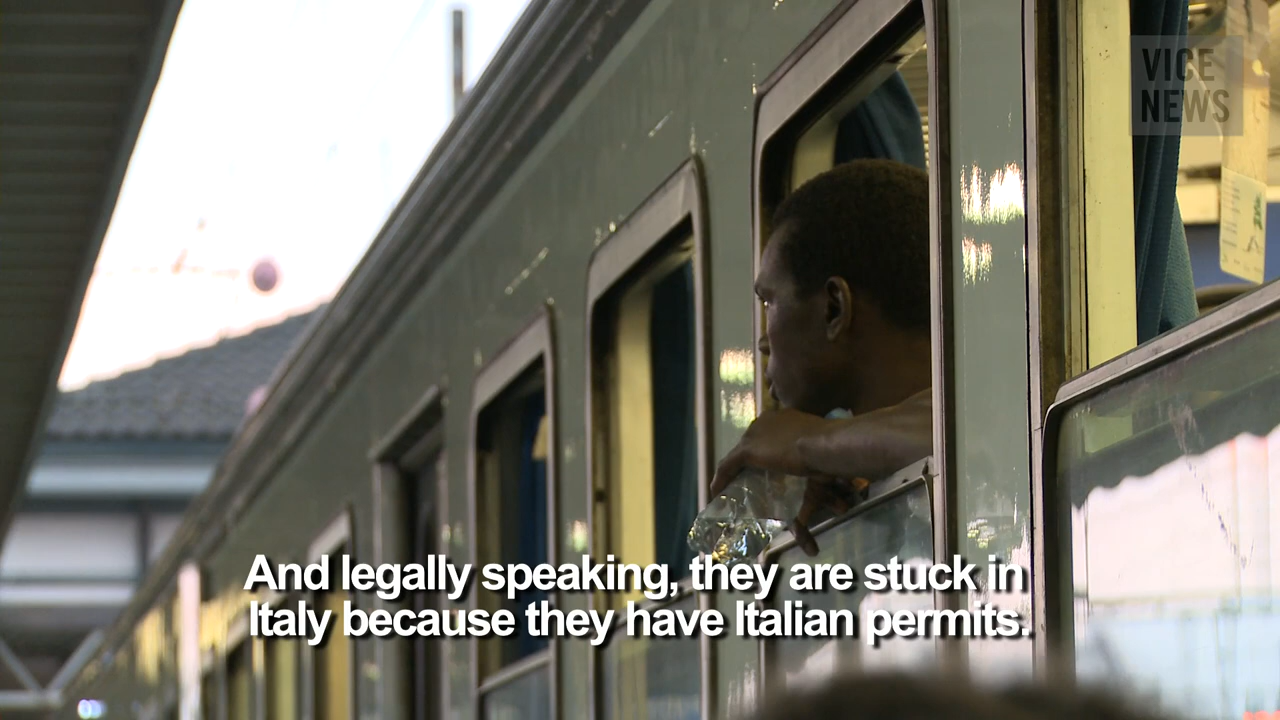 VICE
NEWS
And legally speaking, they are stuck in
Italy because they have Italian permits.